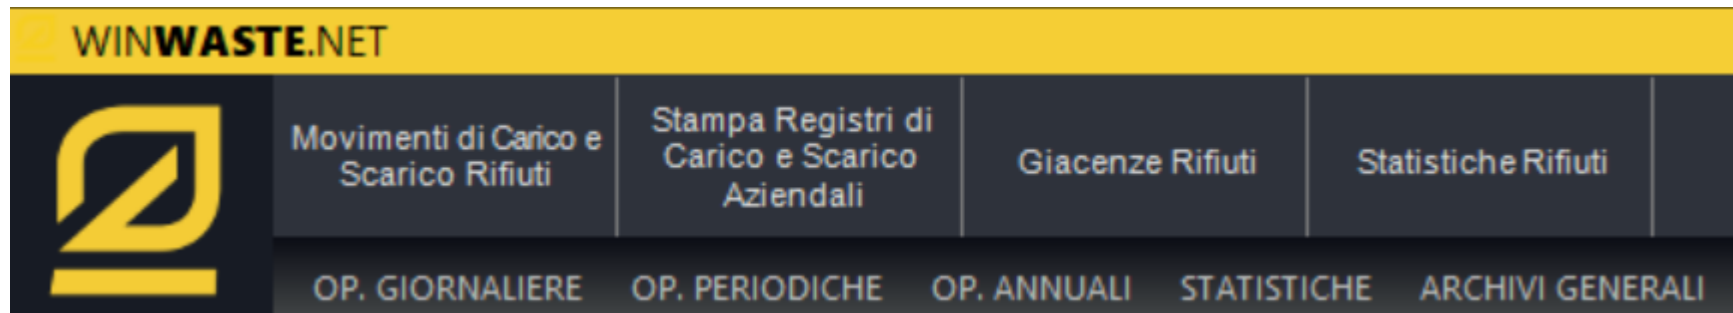 WINWASTE.NET
Movimenti di Carico e
Scarico Rifiuti
Stampa Registri di
Carico e Scarico
Aziendali
Giacenze Rifiuti
Statistiche Rifiuti
OP. GIORNALIERE OP. PERIODICHE OP. ANNUALI STATISTICHE ARCHIVI GENERALI